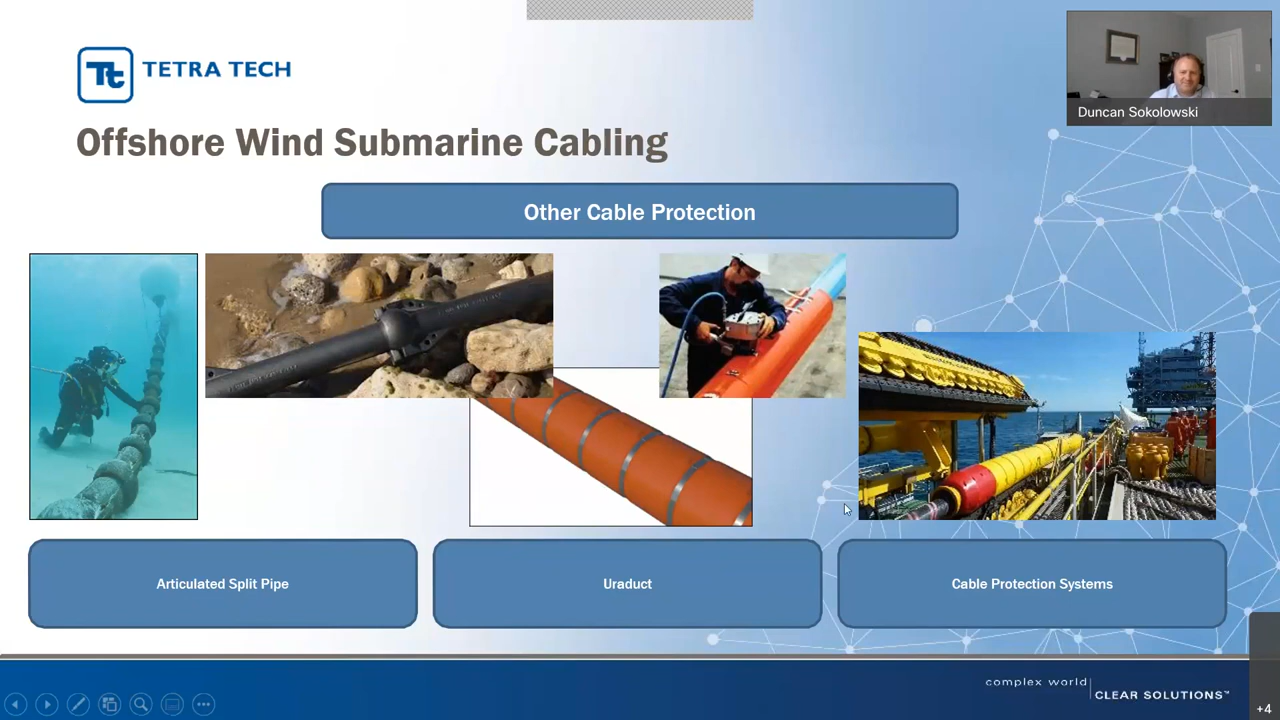 Tt TETRA TECH
Duncan Sokolowski
Offshore Wind Submarine Cabling
Other Cable Protection
Articulated Split Pipe
Uraduct
Cable Protection Systems
complex world
CLEAR SOLUTIONS™
+4